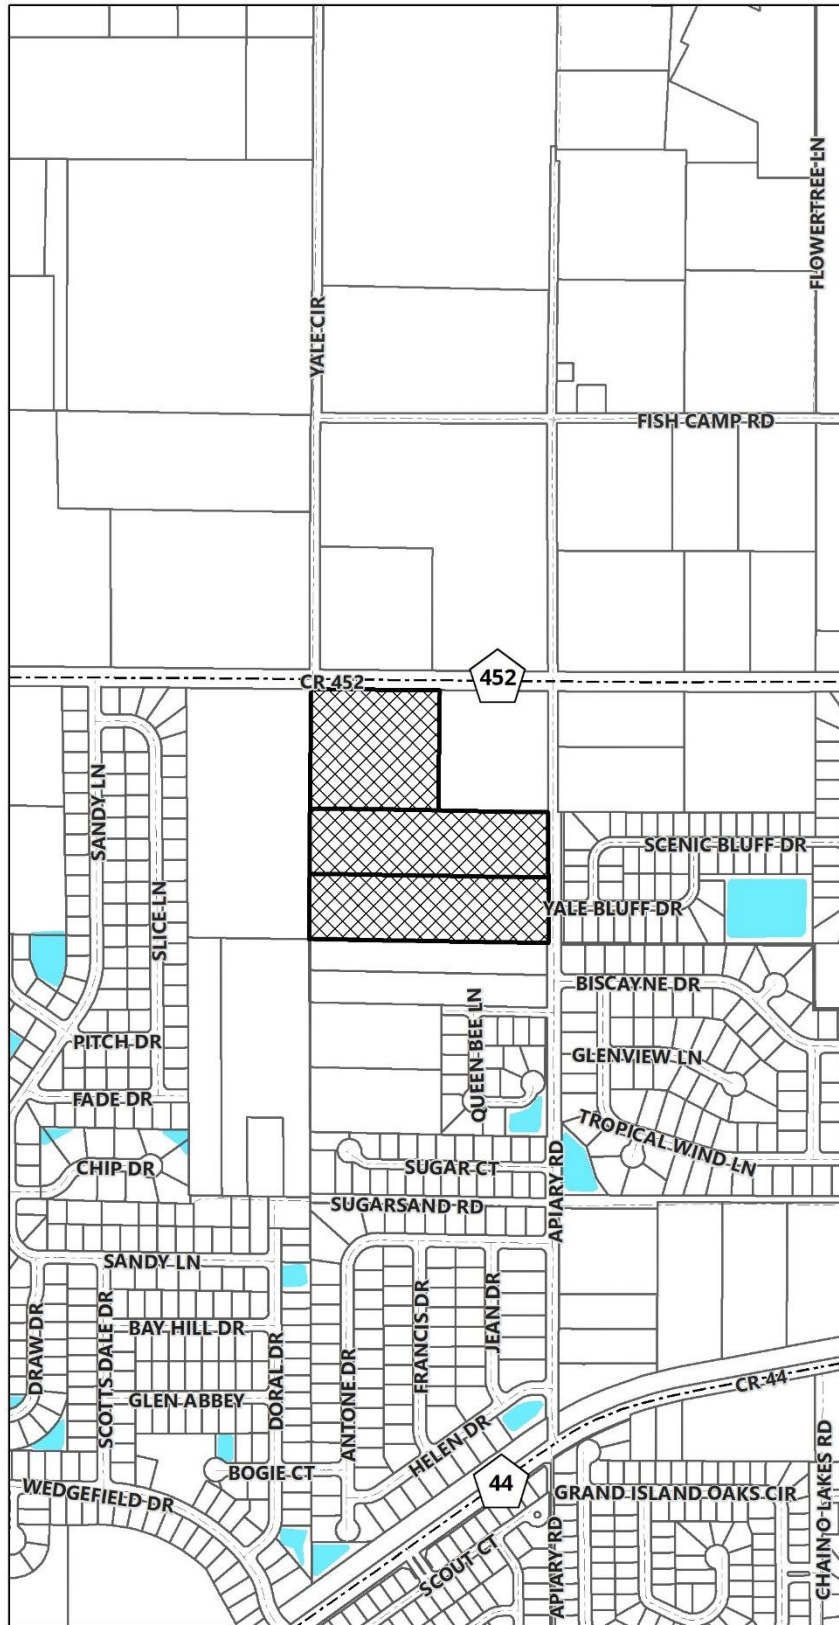 FLOWERTREE LN
YALE CIR
FISH CAMP RD
452
CR 452
SANDY LN
SCENIC BLUFF DR
SLICE LN
YALE BLUFF DR
BISCAYNE DR
QUEEN BEE LN
PITCH DR
GLENVIEW LN
FADE DR
TROPICAL WIND LN
CHIP DR
SUGAR CT
APIARY RD
SUGARSAND RD
SANDY LN
DRAW DR
SCOTTS DALE DR
BAY HILL DR
DORAL DR
ANTONE DR
FRANCIS DR
JEAN DR
CR 44
GLEN ABBEY
HELEN DR
CHAIN O LAKES RD
BOGIE CT
44
WEDGEFIELD DR
GRAND ISLAND OAKS CIR
SCOUT CT
APIARY RD